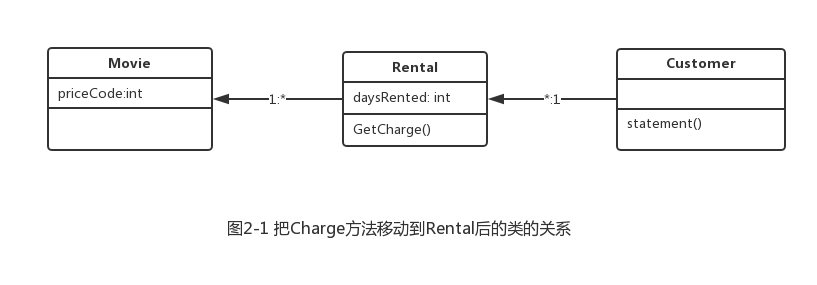 Movie
priceCode:int
1:*
Rental
daysRented: int
GetCharge()
*:1
Customer
statement()
图2-1 把Charge方法移动到Rental后的类的关系